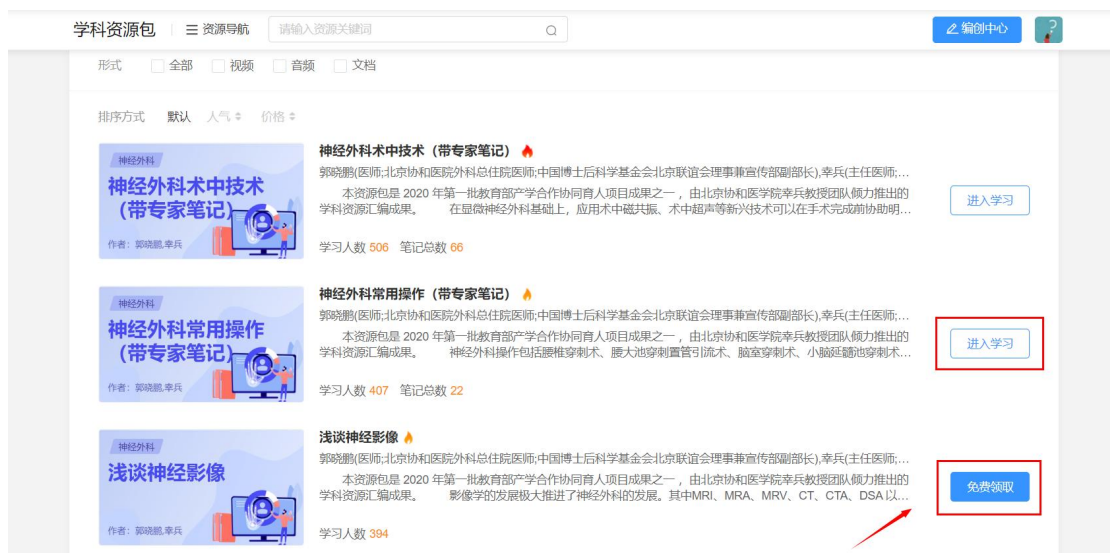 学科资源包
资源导航
请输入资源关键词
编创中心
形式 全部 视频 音频 文档
排序方式 默认 人气 价格
神经外科
神经外科术中技术
（带专家笔记）
作者：郭晓鹏,幸兵
神经外科术中技术（带专家笔记）
郭晓鹏(医师;北京协和医院外科总住院医师;中国博士后科学基金会北京联谊会理事兼宣传部副部长),幸兵(主任医师;...
本资源包是 2020 年第一批教育部产学合作协同育人项目成果之一 ，由北京协和医学院幸兵教授团队倾力推出的
学科资源汇编成果。 在显微神经外科基础上，应用术中磁共振、术中超声等新兴技术可以在手术完成前协助明...
学习人数 506 笔记总数 66
进入学习
神经外科
神经外科常用操作
（带专家笔记）
作者：郭晓鹏,幸兵
神经外科常用操作（带专家笔记）
郭晓鹏(医师;北京协和医院外科总住院医师;中国博士后科学基金会北京联谊会理事兼宣传部副部长),幸兵(主任医师;...
本资源包是 2020 年第一批教育部产学合作协同育人项目成果之一 ，由北京协和医学院幸兵教授团队倾力推出的
学科资源汇编成果。 神经外科操作包括腰椎穿刺术、腰大池穿刺置管引流术、脑室穿刺术、小脑延髓池穿刺术...
学习人数 407 笔记总数 22
进入学习
神经外科
浅谈神经影像
作者：郭晓鹏,幸兵
浅谈神经影像
郭晓鹏(医师;北京协和医院外科总住院医师;中国博士后科学基金会北京联谊会理事兼宣传部副部长),幸兵(主任医师;...
本资源包是 2020 年第一批教育部产学合作协同育人项目成果之一 ，由北京协和医学院幸兵教授团队倾力推出的
学科资源汇编成果。 影像学的发展极大推进了神经外科的发展。其中MRI、MRA、MRV、CT、CTA、DSA 以...
学习人数 394
免费领取